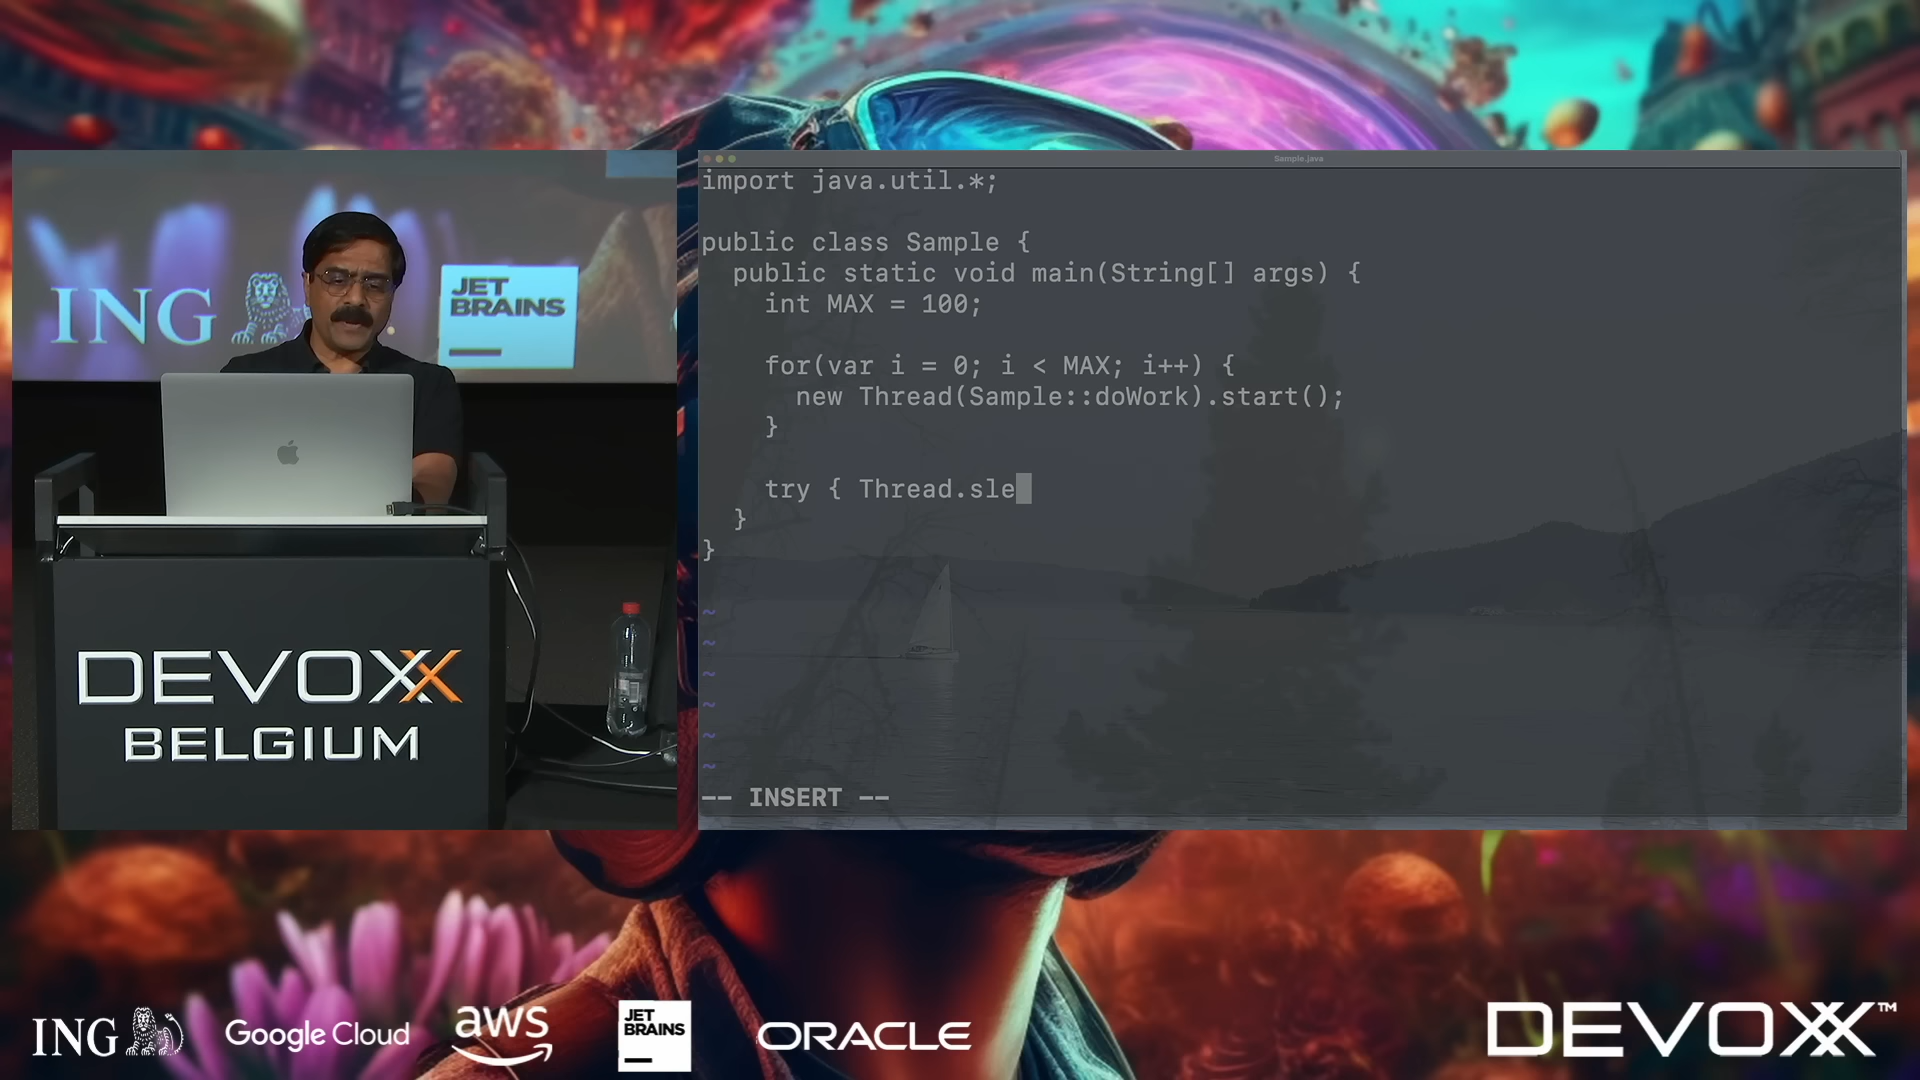 ING
JET
BRAINS
DEVOXX
BELGIUM
Sample.java
import java.util.*;
public class Sample {
public static void main(String[] args) {
int MAX = 100;
for(var i = 0; i < MAX; i++) {
new Thread(Sample::doWork).start();
}
try { Thread.sle
}
}
~
~
~
~
~
~
-- INSERT --
ING
Google Cloud
aws
JET
BRAINS
ORACLE
DEVOXX™